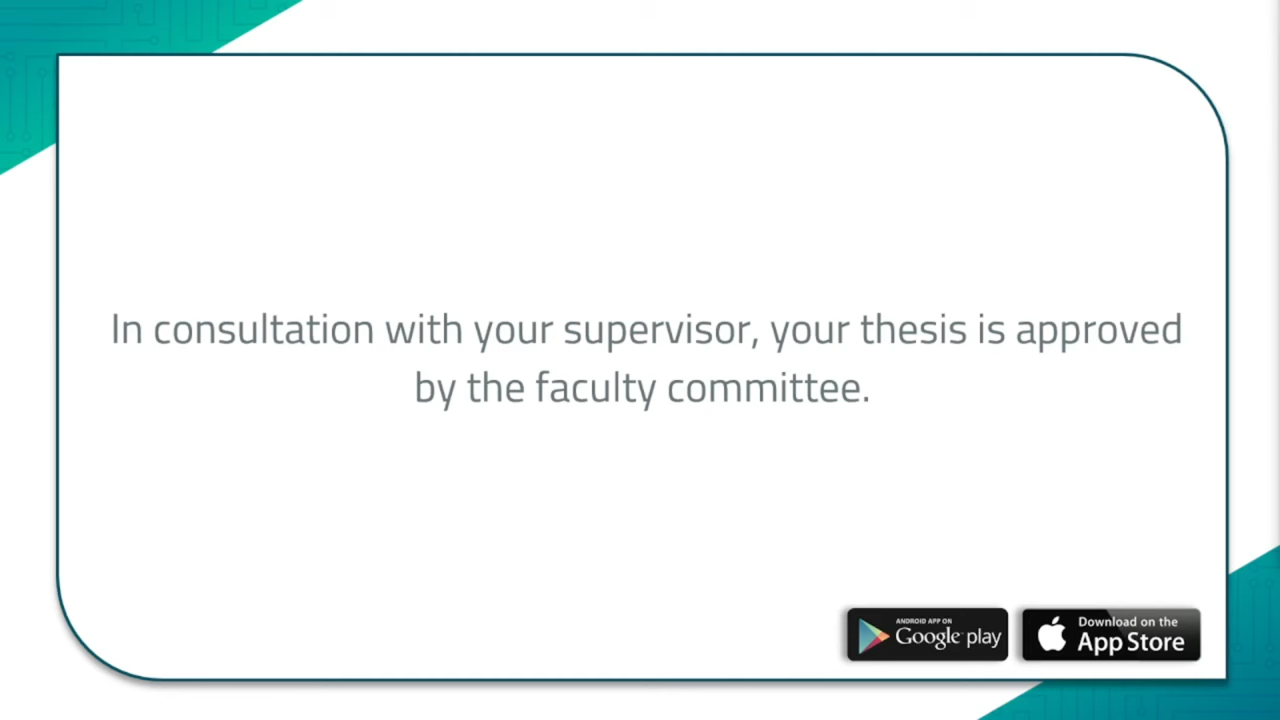 In consultation with your supervisor, your thesis is approved
by the faculty committee.
ANDROID APP ON
Google play
Download on the
App Store